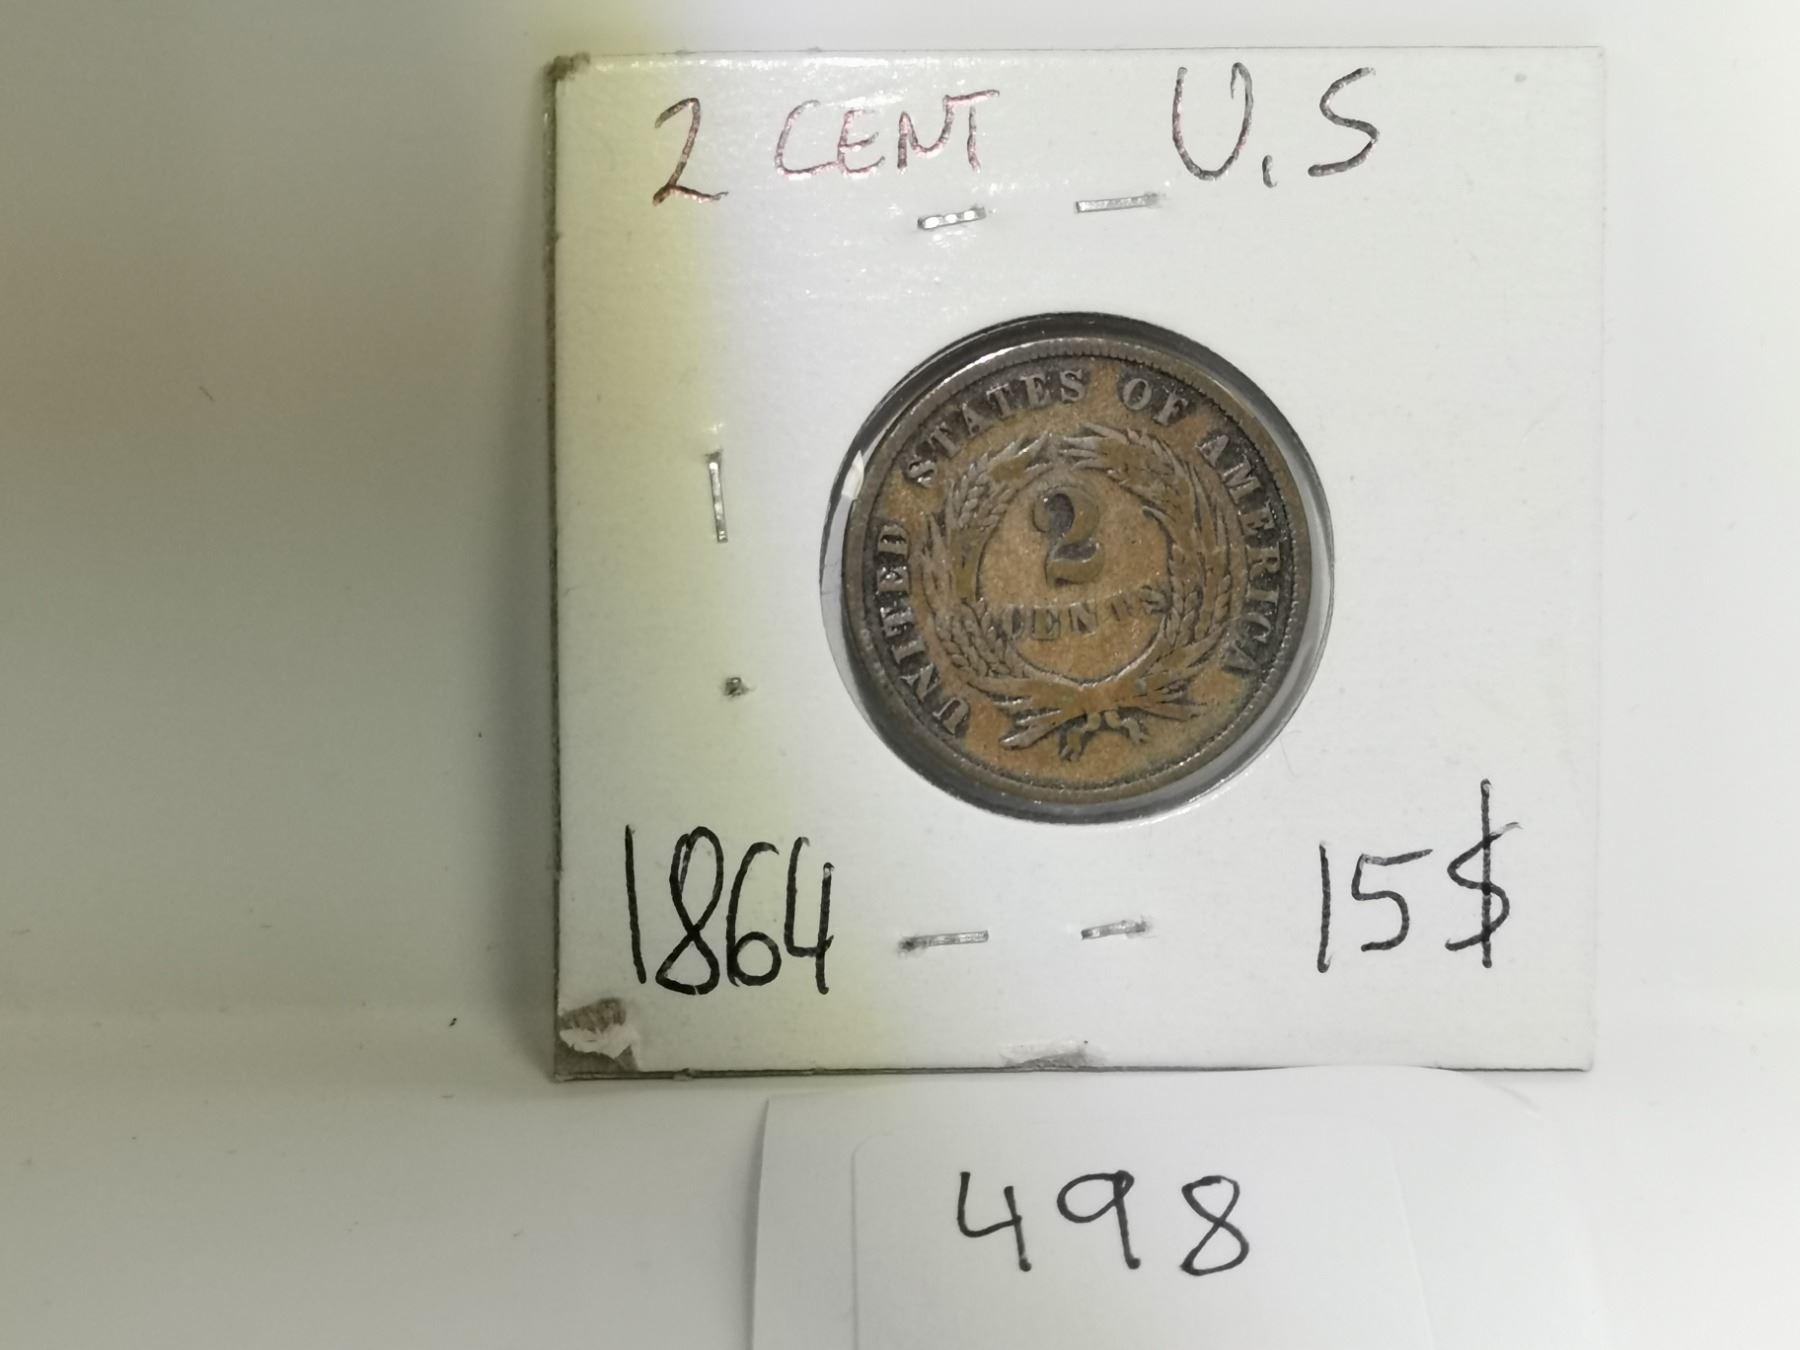 2 CENT U.S
UNITED STATES OF AMERICA
2
CENTS
1864
15$
498